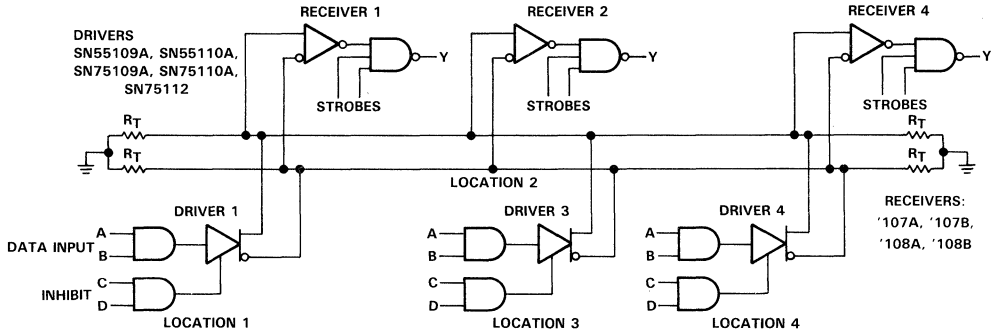 RECEIVER 1
RECEIVER 2
RECEIVER 4
DRIVERS
SN55109A, SN55110A,
SN75109A, SN75110A,
SN75112
Y
Y
Y
STROBES
STROBES
STROBES
RT
RT
RT
RT
LOCATION 2
RECEIVERS:
'107A, '107B,
'108A, '108B
DRIVER 1
DRIVER 3
DRIVER 4
DATA INPUT
A
B
A
B
A
B
INHIBIT
C
D
C
D
C
D
LOCATION 1
LOCATION 3
LOCATION 4